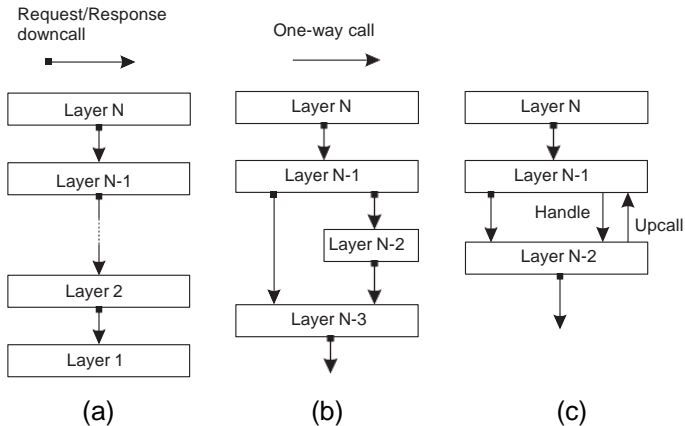 Request/Response
downcall
One-way call
Layer N
Layer N-1
Layer 2
Layer 1
(a)
Layer N
Layer N-1
Layer N-2
Layer N-3
(b)
Layer N
Layer N-1
Handle
Upcall
Layer N-2
(c)